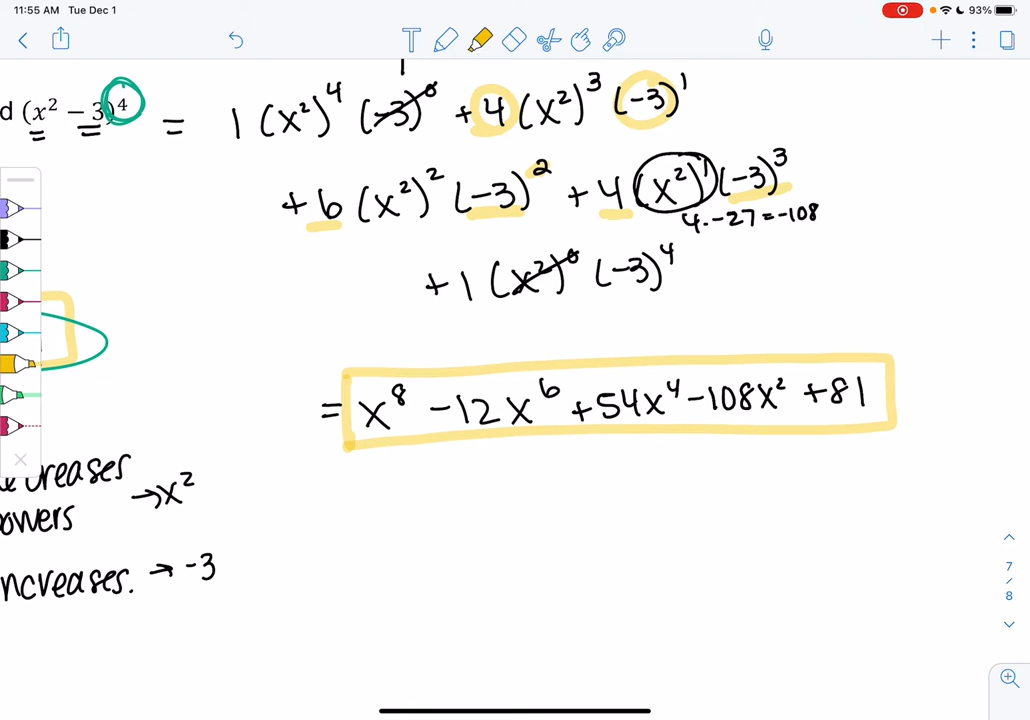 11:55 AM Tue Dec 1
93%
T
d (x² − 3)⁴ = 1 (x²)⁴ (−3)⁰ + 4 (x²)³ (−3)¹
1
+ 6 (x²)² (−3)² + 4 (x²)¹ (−3)³
4 · −27 = −108
+ 1 (x²)⁰ (−3)⁴
= x⁸ − 12x⁶ + 54x⁴ − 108x² + 81
creases → x²
owers
ncreases. → −3
7
/
8